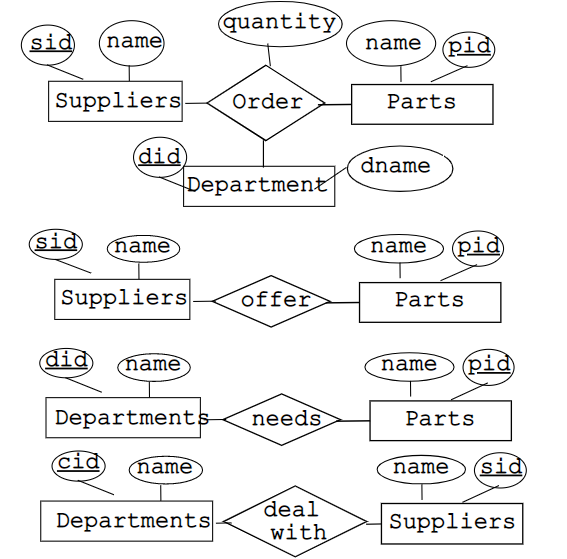 quantity
sid name name pid
Suppliers Order Parts
did dname
Department
sid name name pid
Suppliers offer Parts
did name name pid
Departments needs Parts
cid name name sid
Departments deal with Suppliers